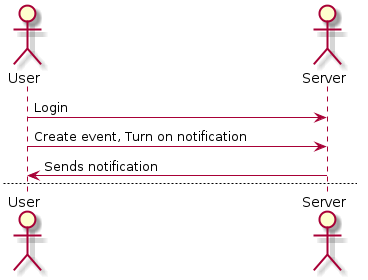 User
Server
Login
Create event, Turn on notification
Sends notification
User
Server